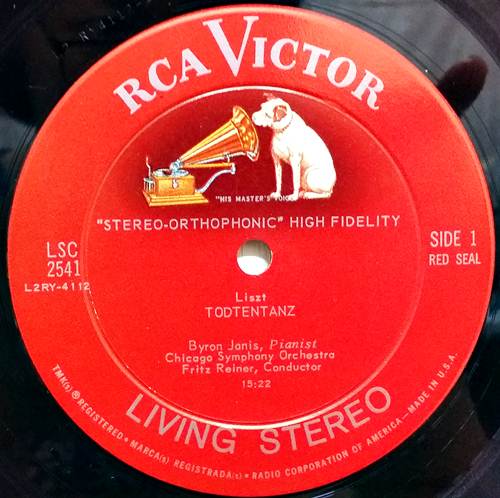 RCA VICTOR
"HIS MASTER'S VOICE"
"STEREO-ORTHOPHONIC" HIGH FIDELITY
LSC
2541
L2RY-4112
SIDE 1
RED SEAL
Liszt
TODTENTANZ
Byron Janis, Pianist
Chicago Symphony Orchestra
Fritz Reiner, Conductor
15:22
LIVING STEREO
TMK(s) ® REGISTERED • MARCA(s) REGISTRADA(s) • RADIO CORPORATION OF AMERICA—MADE IN U.S.A.